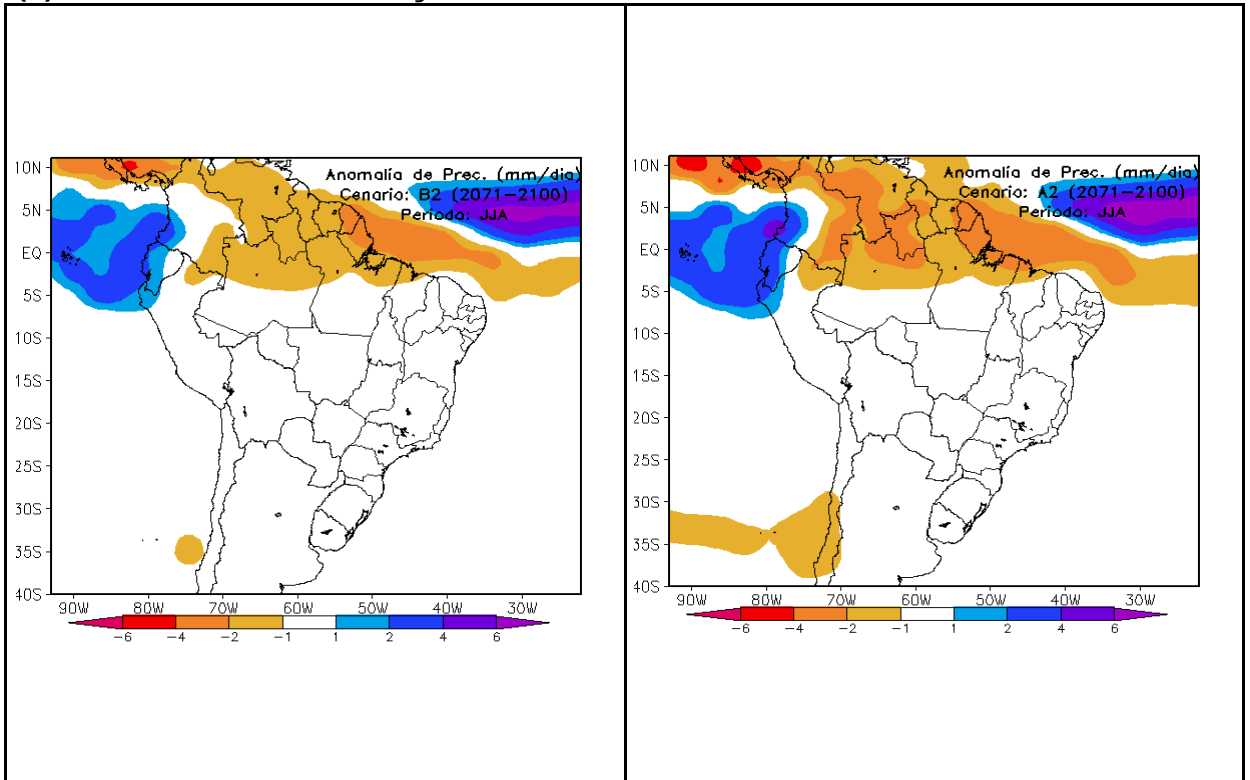 Anomalía de Prec. (mm/dia)
Cenario: B2 (2071-2100)
Periodo: JJA
10N
5N
EQ
5S
10S
15S
20S
25S
30S
35S
40S
90W 80W 70W 60W 50W 40W 30W
-6 -4 -2 -1 1 2 4 6
Anomalía de Prec. (mm/dia)
Cenario: A2 (2071-2100)
Periodo: JJA
10N
5N
EQ
5S
10S
15S
20S
25S
30S
35S
40S
90W 80W 70W 60W 50W 40W 30W
-6 -4 -2 -1 1 2 4 6